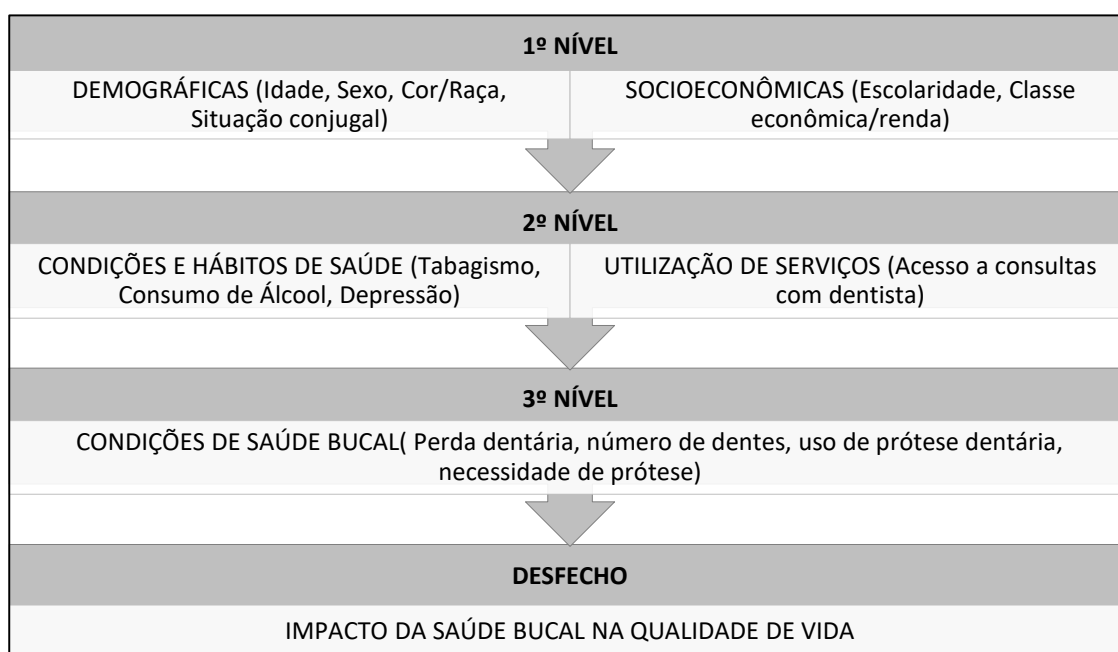 1º NÍVEL
DEMOGRÁFICAS (Idade, Sexo, Cor/Raça,
Situação conjugal)
SOCIOECONÔMICAS (Escolaridade, Classe
econômica/renda)
2º NÍVEL
CONDIÇÕES E HÁBITOS DE SAÚDE (Tabagismo,
Consumo de Álcool, Depressão)
UTILIZAÇÃO DE SERVIÇOS (Acesso a consultas
com dentista)
3º NÍVEL
CONDIÇÕES DE SAÚDE BUCAL( Perda dentária, número de dentes, uso de prótese dentária,
necessidade de prótese)
DESFECHO
IMPACTO DA SAÚDE BUCAL NA QUALIDADE DE VIDA